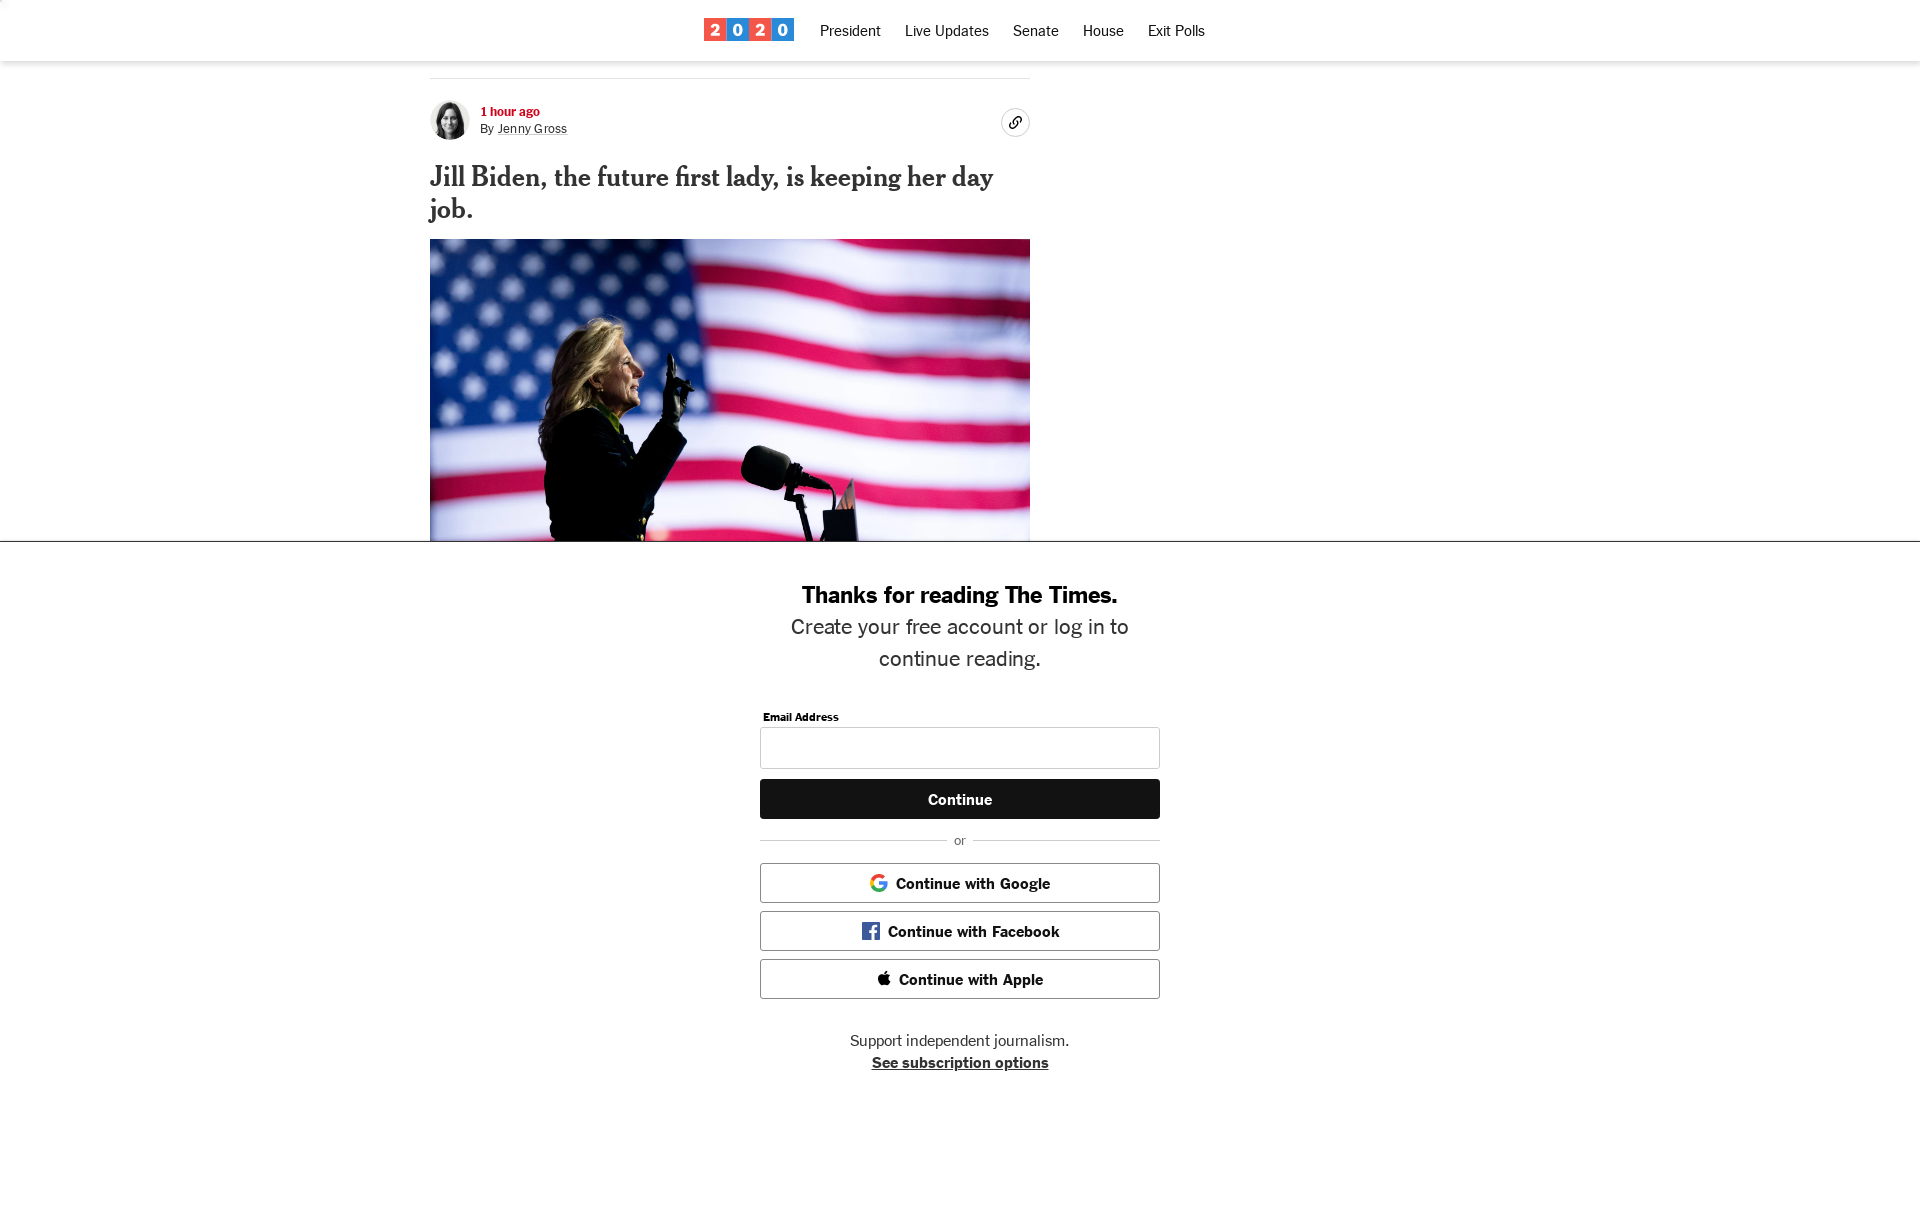 2020 President Live Updates Senate House Exit Polls
1 hour ago
By Jenny Gross
Jill Biden, the future first lady, is keeping her day
job.
Thanks for reading The Times.
Create your free account or log in to
continue reading.
Email Address
Continue
or
Continue with Google
Continue with Facebook
Continue with Apple
Support independent journalism.
See subscription options